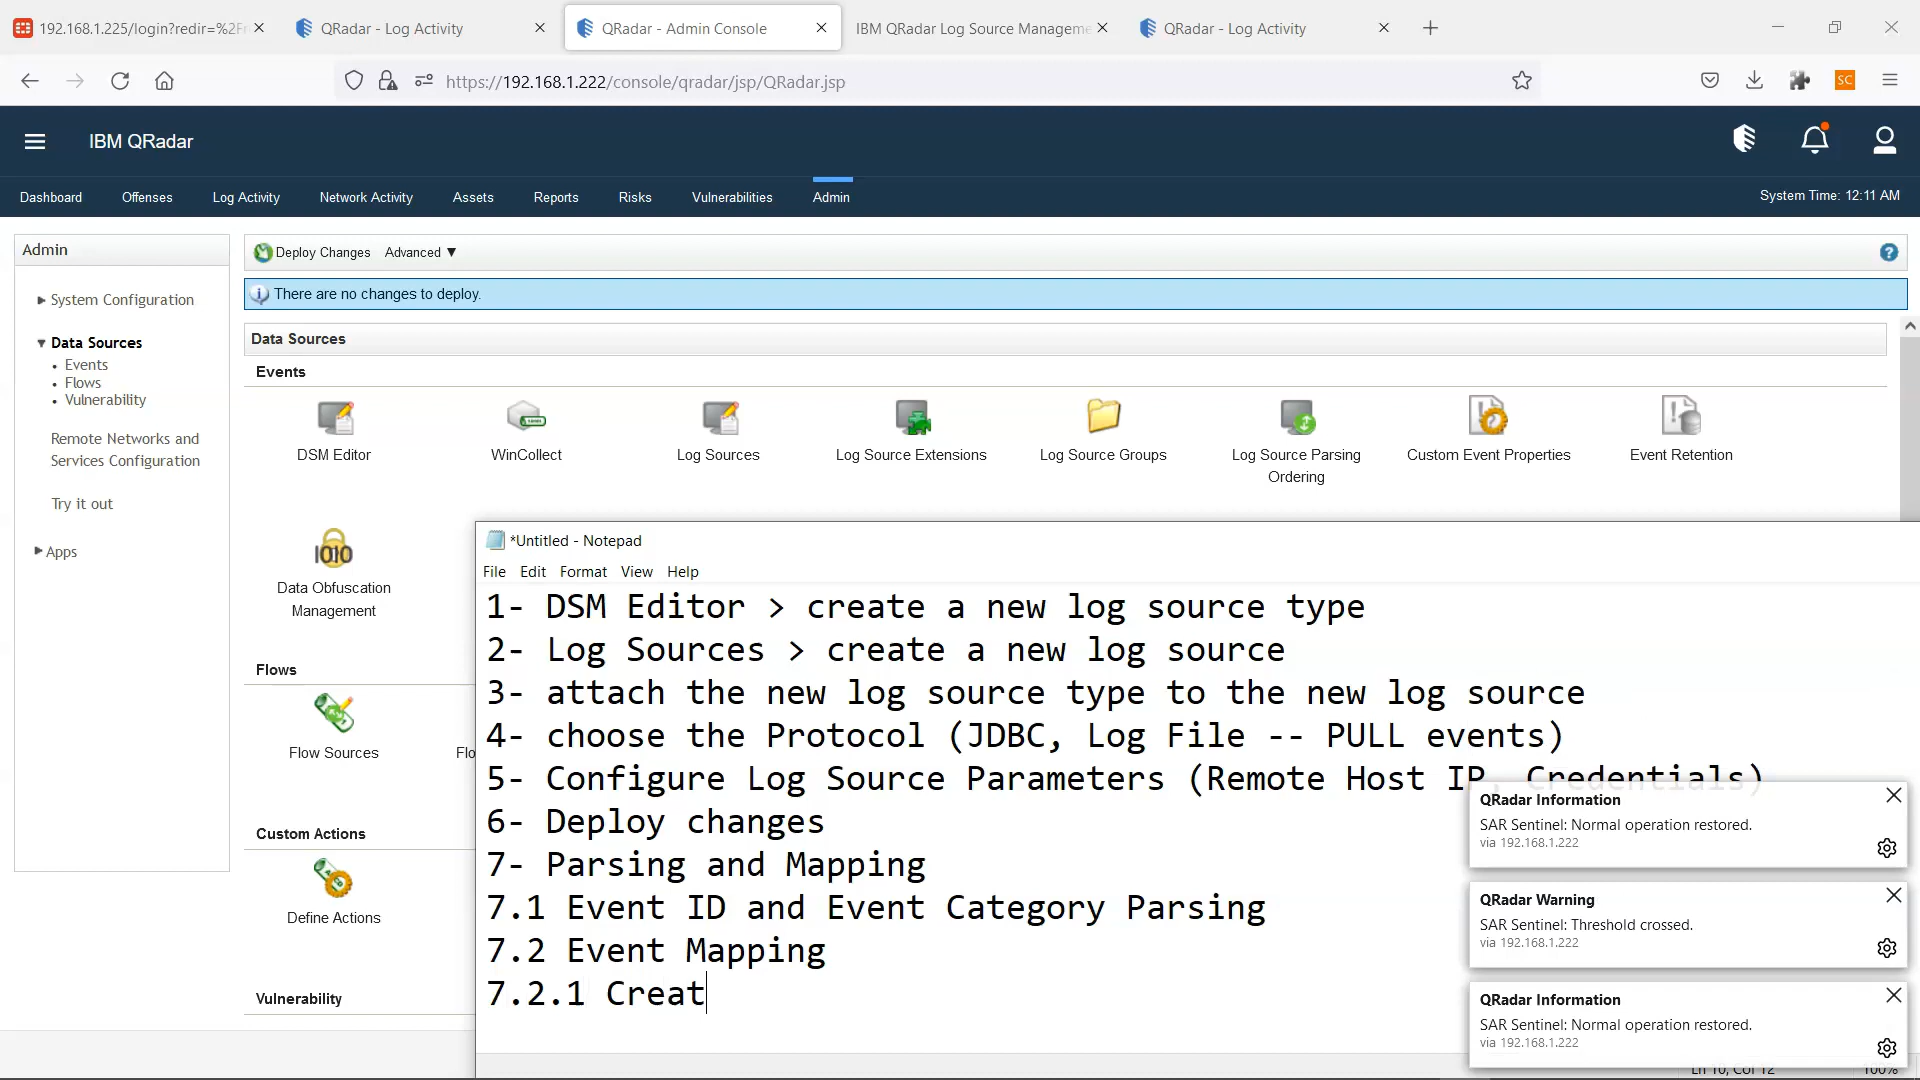 192.168.1.225/login?redir=%2F
QRadar - Log Activity
QRadar - Admin Console
IBM QRadar Log Source Manageme
QRadar - Log Activity
https://192.168.1.222/console/qradar/jsp/QRadar.jsp
SC
IBM QRadar
Dashboard
Offenses
Log Activity
Network Activity
Assets
Reports
Risks
Vulnerabilities
Admin
System Time: 12:11 AM
Admin
System Configuration
Data Sources
Events
Flows
Vulnerability
Remote Networks and
Services Configuration
Try it out
Apps
Deploy Changes
Advanced ▼
There are no changes to deploy.
Data Sources
Events
DSM Editor
WinCollect
Log Sources
Log Source Extensions
Log Source Groups
Log Source Parsing
Ordering
Custom Event Properties
Event Retention
Data Obfuscation
Management
Flows
Flow Sources
Flo
Custom Actions
Define Actions
Vulnerability
*Untitled - Notepad
File Edit Format View Help
1- DSM Editor > create a new log source type
2- Log Sources > create a new log source
3- attach the new log source type to the new log source
4- choose the Protocol (JDBC, Log File -- PULL events)
5- Configure Log Source Parameters (Remote Host IP, Credentials)
6- Deploy changes
7- Parsing and Mapping
7.1 Event ID and Event Category Parsing
7.2 Event Mapping
7.2.1 Creat
QRadar Information
SAR Sentinel: Normal operation restored.
via 192.168.1.222
QRadar Warning
SAR Sentinel: Threshold crossed.
via 192.168.1.222
QRadar Information
SAR Sentinel: Normal operation restored.
via 192.168.1.222
Ln 10, Col 12
100%